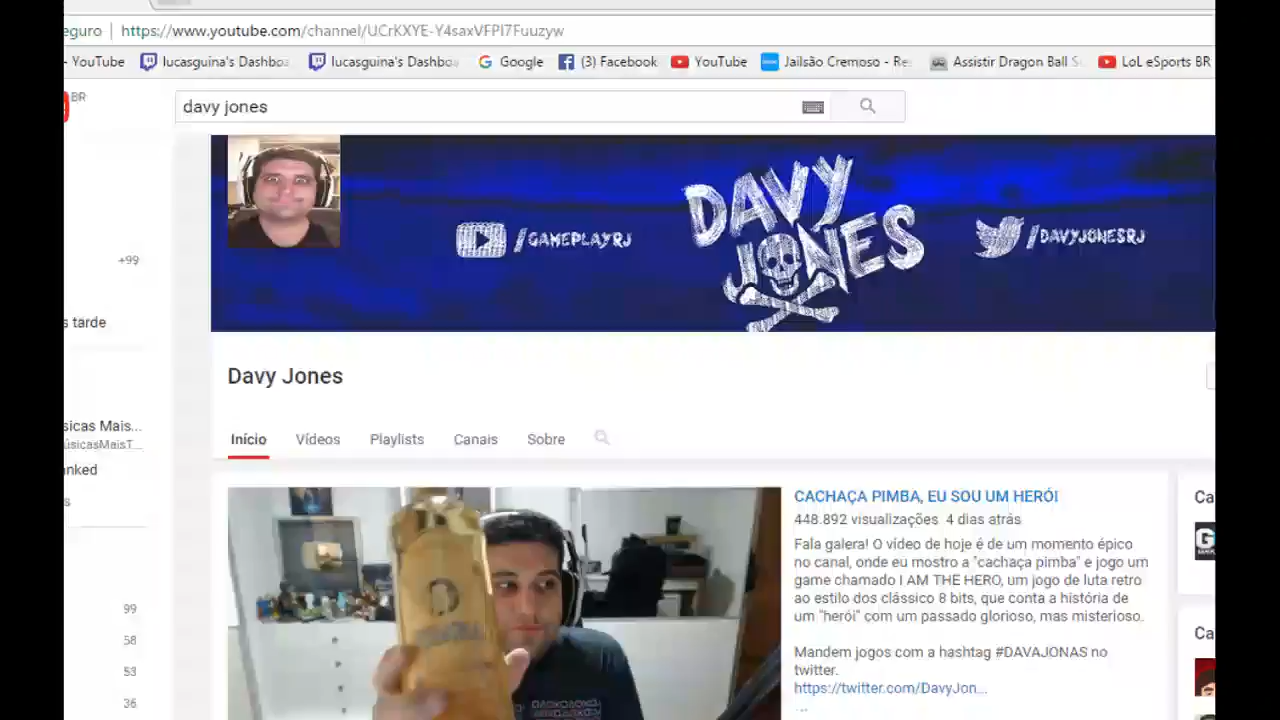 eguro https://www.youtube.com/channel/UCrKXYE-Y4saxVFPI7Fuuzyw
- YouTube lucasguina's Dashbo lucasguina's Dashbo Google (3) Facebook YouTube Jailsão Cremoso - Re Assistir Dragon Ball S LoL eSports BR
BR
davy jones
/GAMEPLAYRJ
DAVY
JONES
/DAVYJONESRJ
+99
s tarde
Davy Jones
sicas Mais...
úsicasMaisT...
Início Vídeos Playlists Canais Sobre
nked
s
CACHAÇA PIMBA, EU SOU UM HERÓI
Ca
448.892 visualizações 4 dias atrás
Fala galera! O vídeo de hoje é de um momento épico
no canal, onde eu mostro a "cachaça pimba" e jogo um
game chamado I AM THE HERO, um jogo de luta retro
ao estilo dos clássico 8 bits, que conta a história de
um "herói" com um passado glorioso, mas misterioso.
99
58
53
36
Ca
Mandem jogos com a hashtag #DAVAJONAS no
twitter.
https://twitter.com/DavyJon...
...